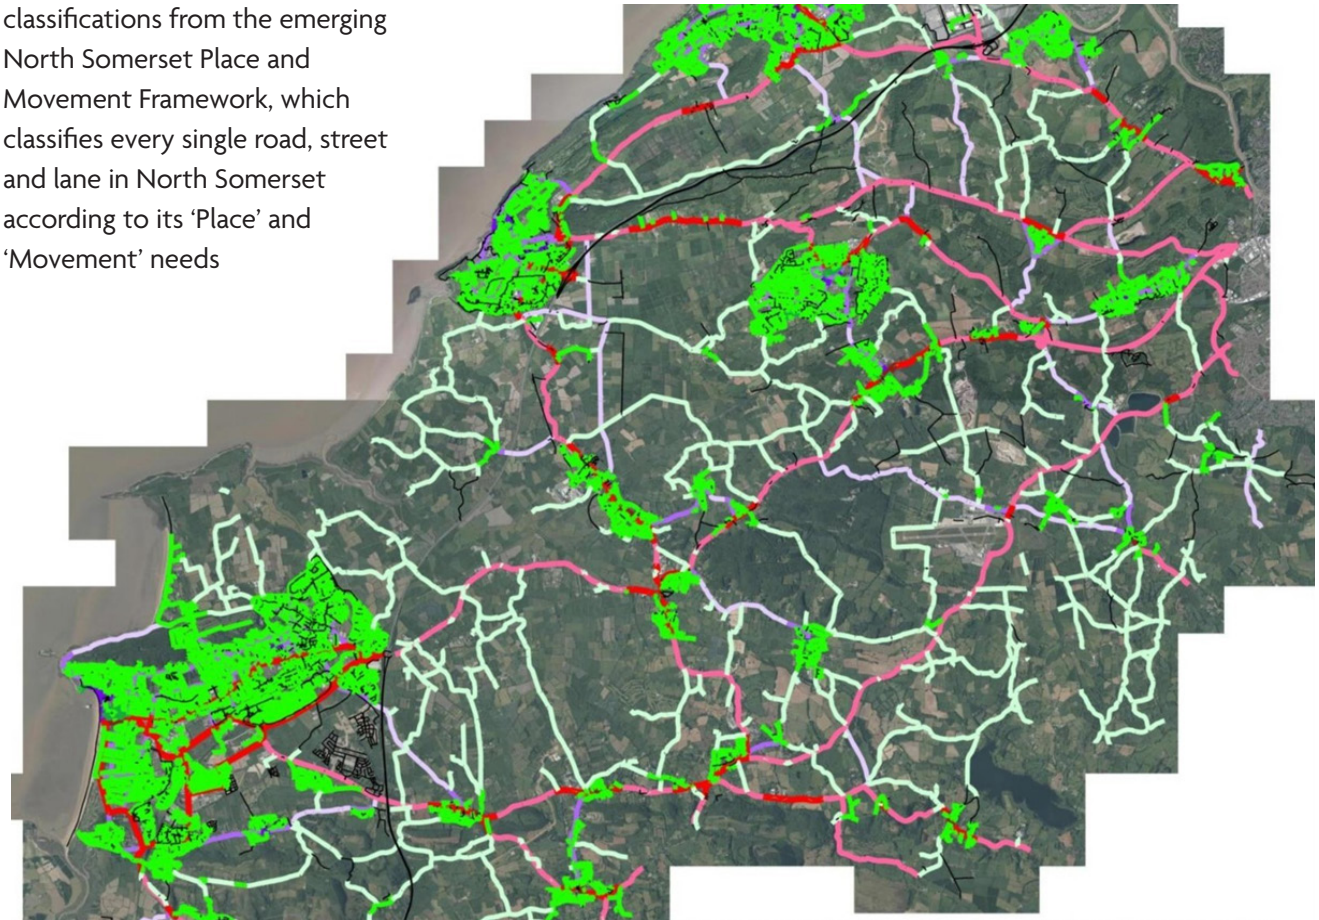 classifications from the emerging
North Somerset Place and
Movement Framework, which
classifies every single road, street
and lane in North Somerset
according to its ‘Place’ and
‘Movement’ needs